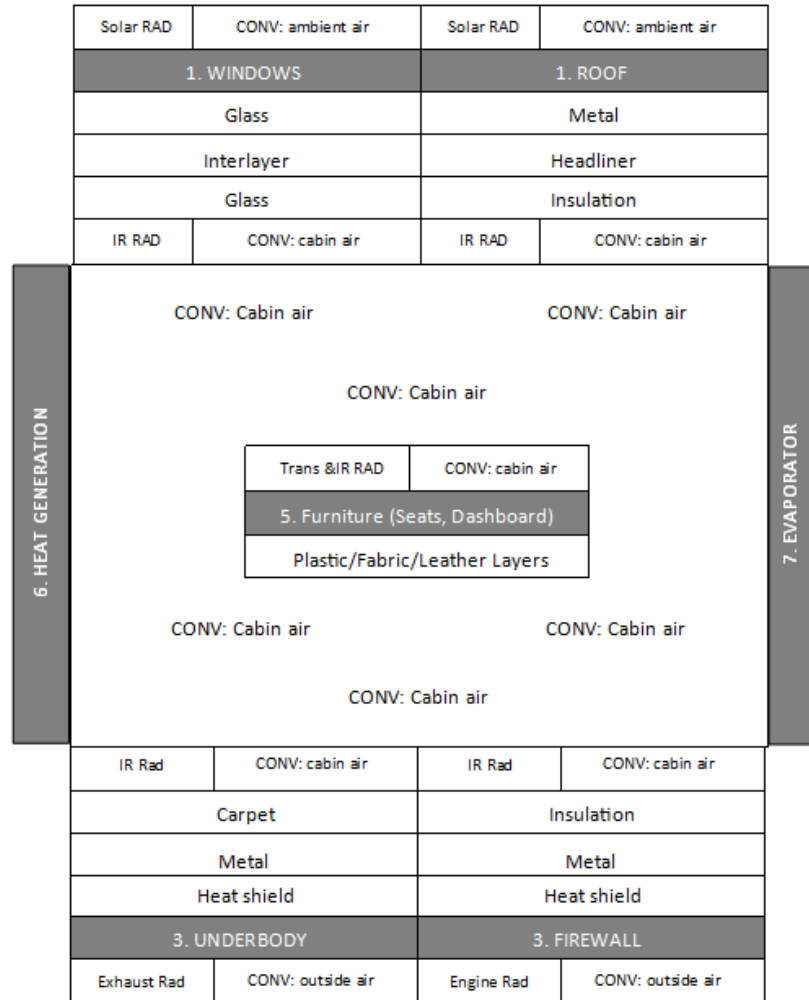 Solar RAD CONV: ambient air Solar RAD CONV: ambient air
1. WINDOWS 1. ROOF
Glass Metal
Interlayer Headliner
Glass Insulation
IR RAD CONV: cabin air IR RAD CONV: cabin air
6. HEAT GENERATION
CONV: Cabin air CONV: Cabin air
CONV: Cabin air
Trans &IR RAD CONV: cabin air
5. Furniture (Seats, Dashboard)
Plastic/Fabric/Leather Layers
CONV: Cabin air CONV: Cabin air
CONV: Cabin air
7. EVAPORATOR
IR Rad CONV: cabin air IR Rad CONV: cabin air
Carpet Insulation
Metal Metal
Heat shield Heat shield
3. UNDERBODY 3. FIREWALL
Exhaust Rad CONV: outside air Engine Rad CONV: outside air